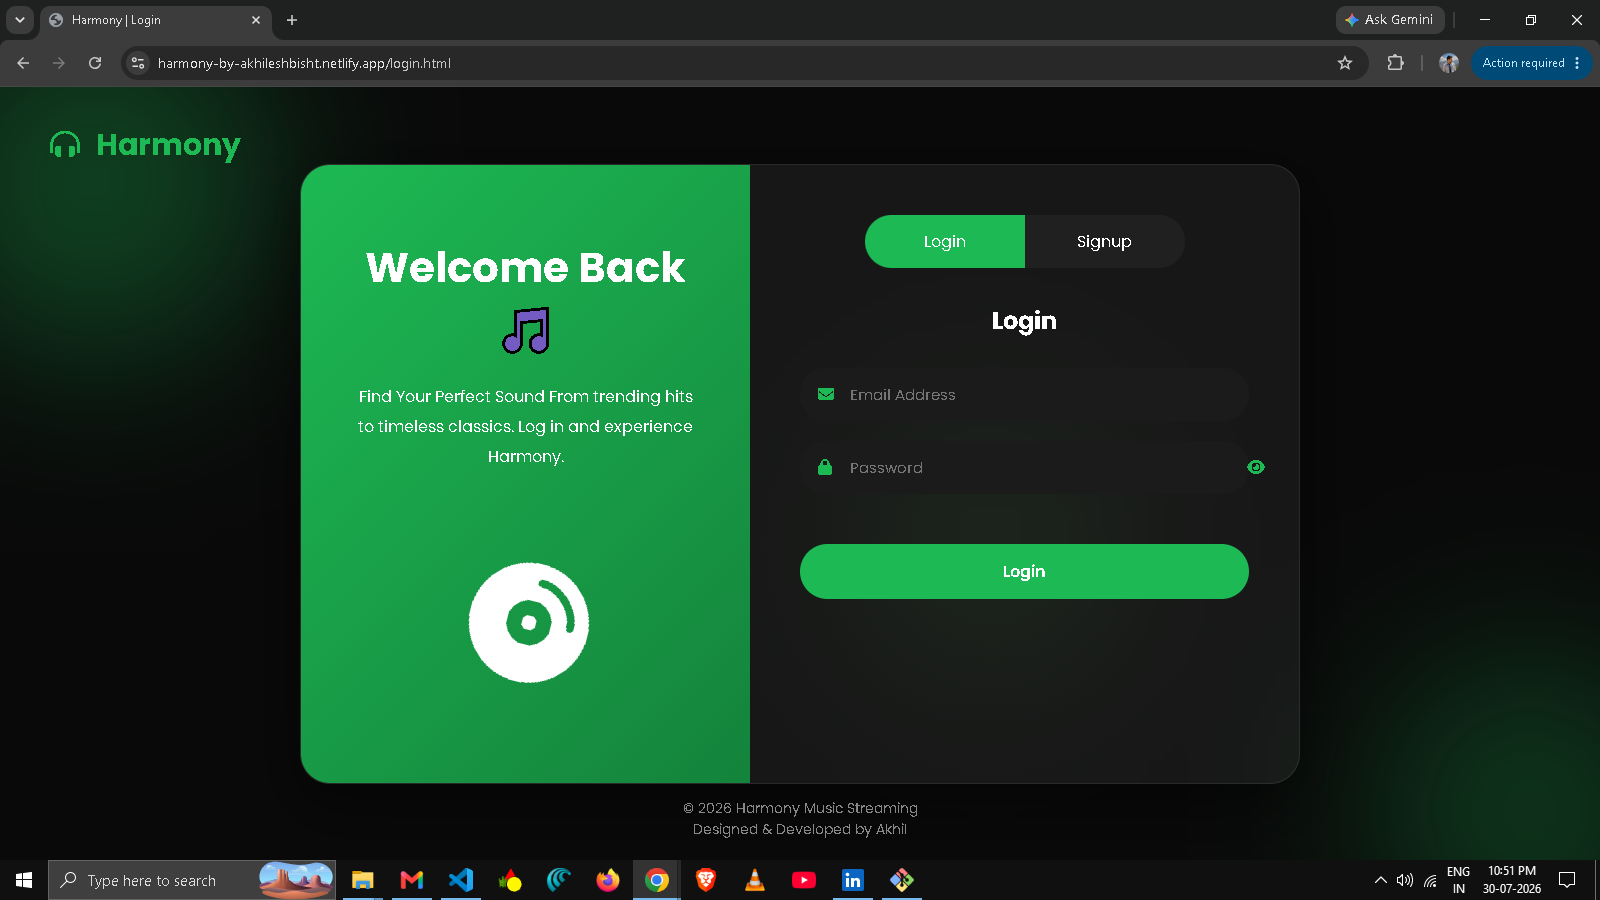 Harmony | Login
Ask Gemini
harmony-by-akhileshbisht.netlify.app/login.html
Action required
Harmony
Welcome Back
Find Your Perfect Sound From trending hits
to timeless classics. Log in and experience
Harmony.
Login
Signup
Login
Email Address
Password
Login
© 2026 Harmony Music Streaming
Designed & Developed by Akhil
Type here to search
ENG
IN
10:51 PM
30-07-2026